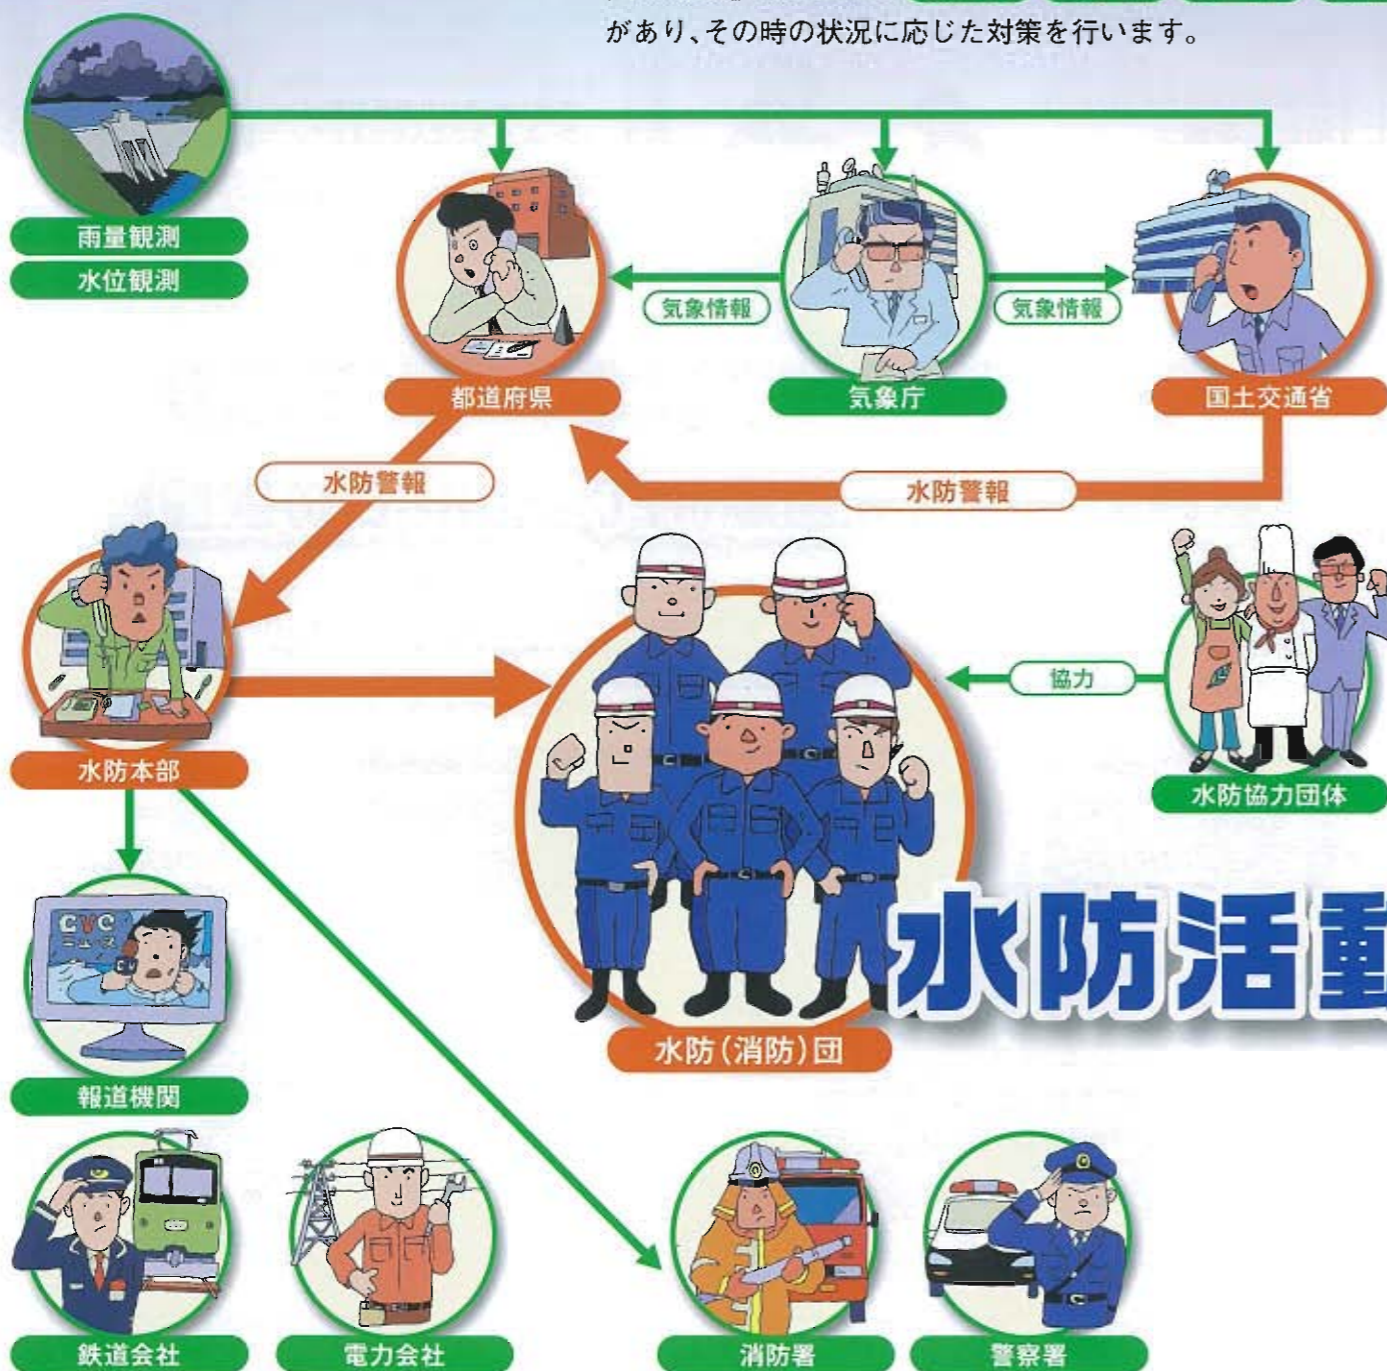 があり、その時の状況に応じた対策を行います。
雨量観測
水位観測
気象情報
気象情報
都道府県
気象庁
国土交通省
水防警報
水防警報
協力
水防本部
水防協力団体
CVC
ニュース
水防活動
水防(消防)団
報道機関
鉄道会社
電力会社
消防署
警察署